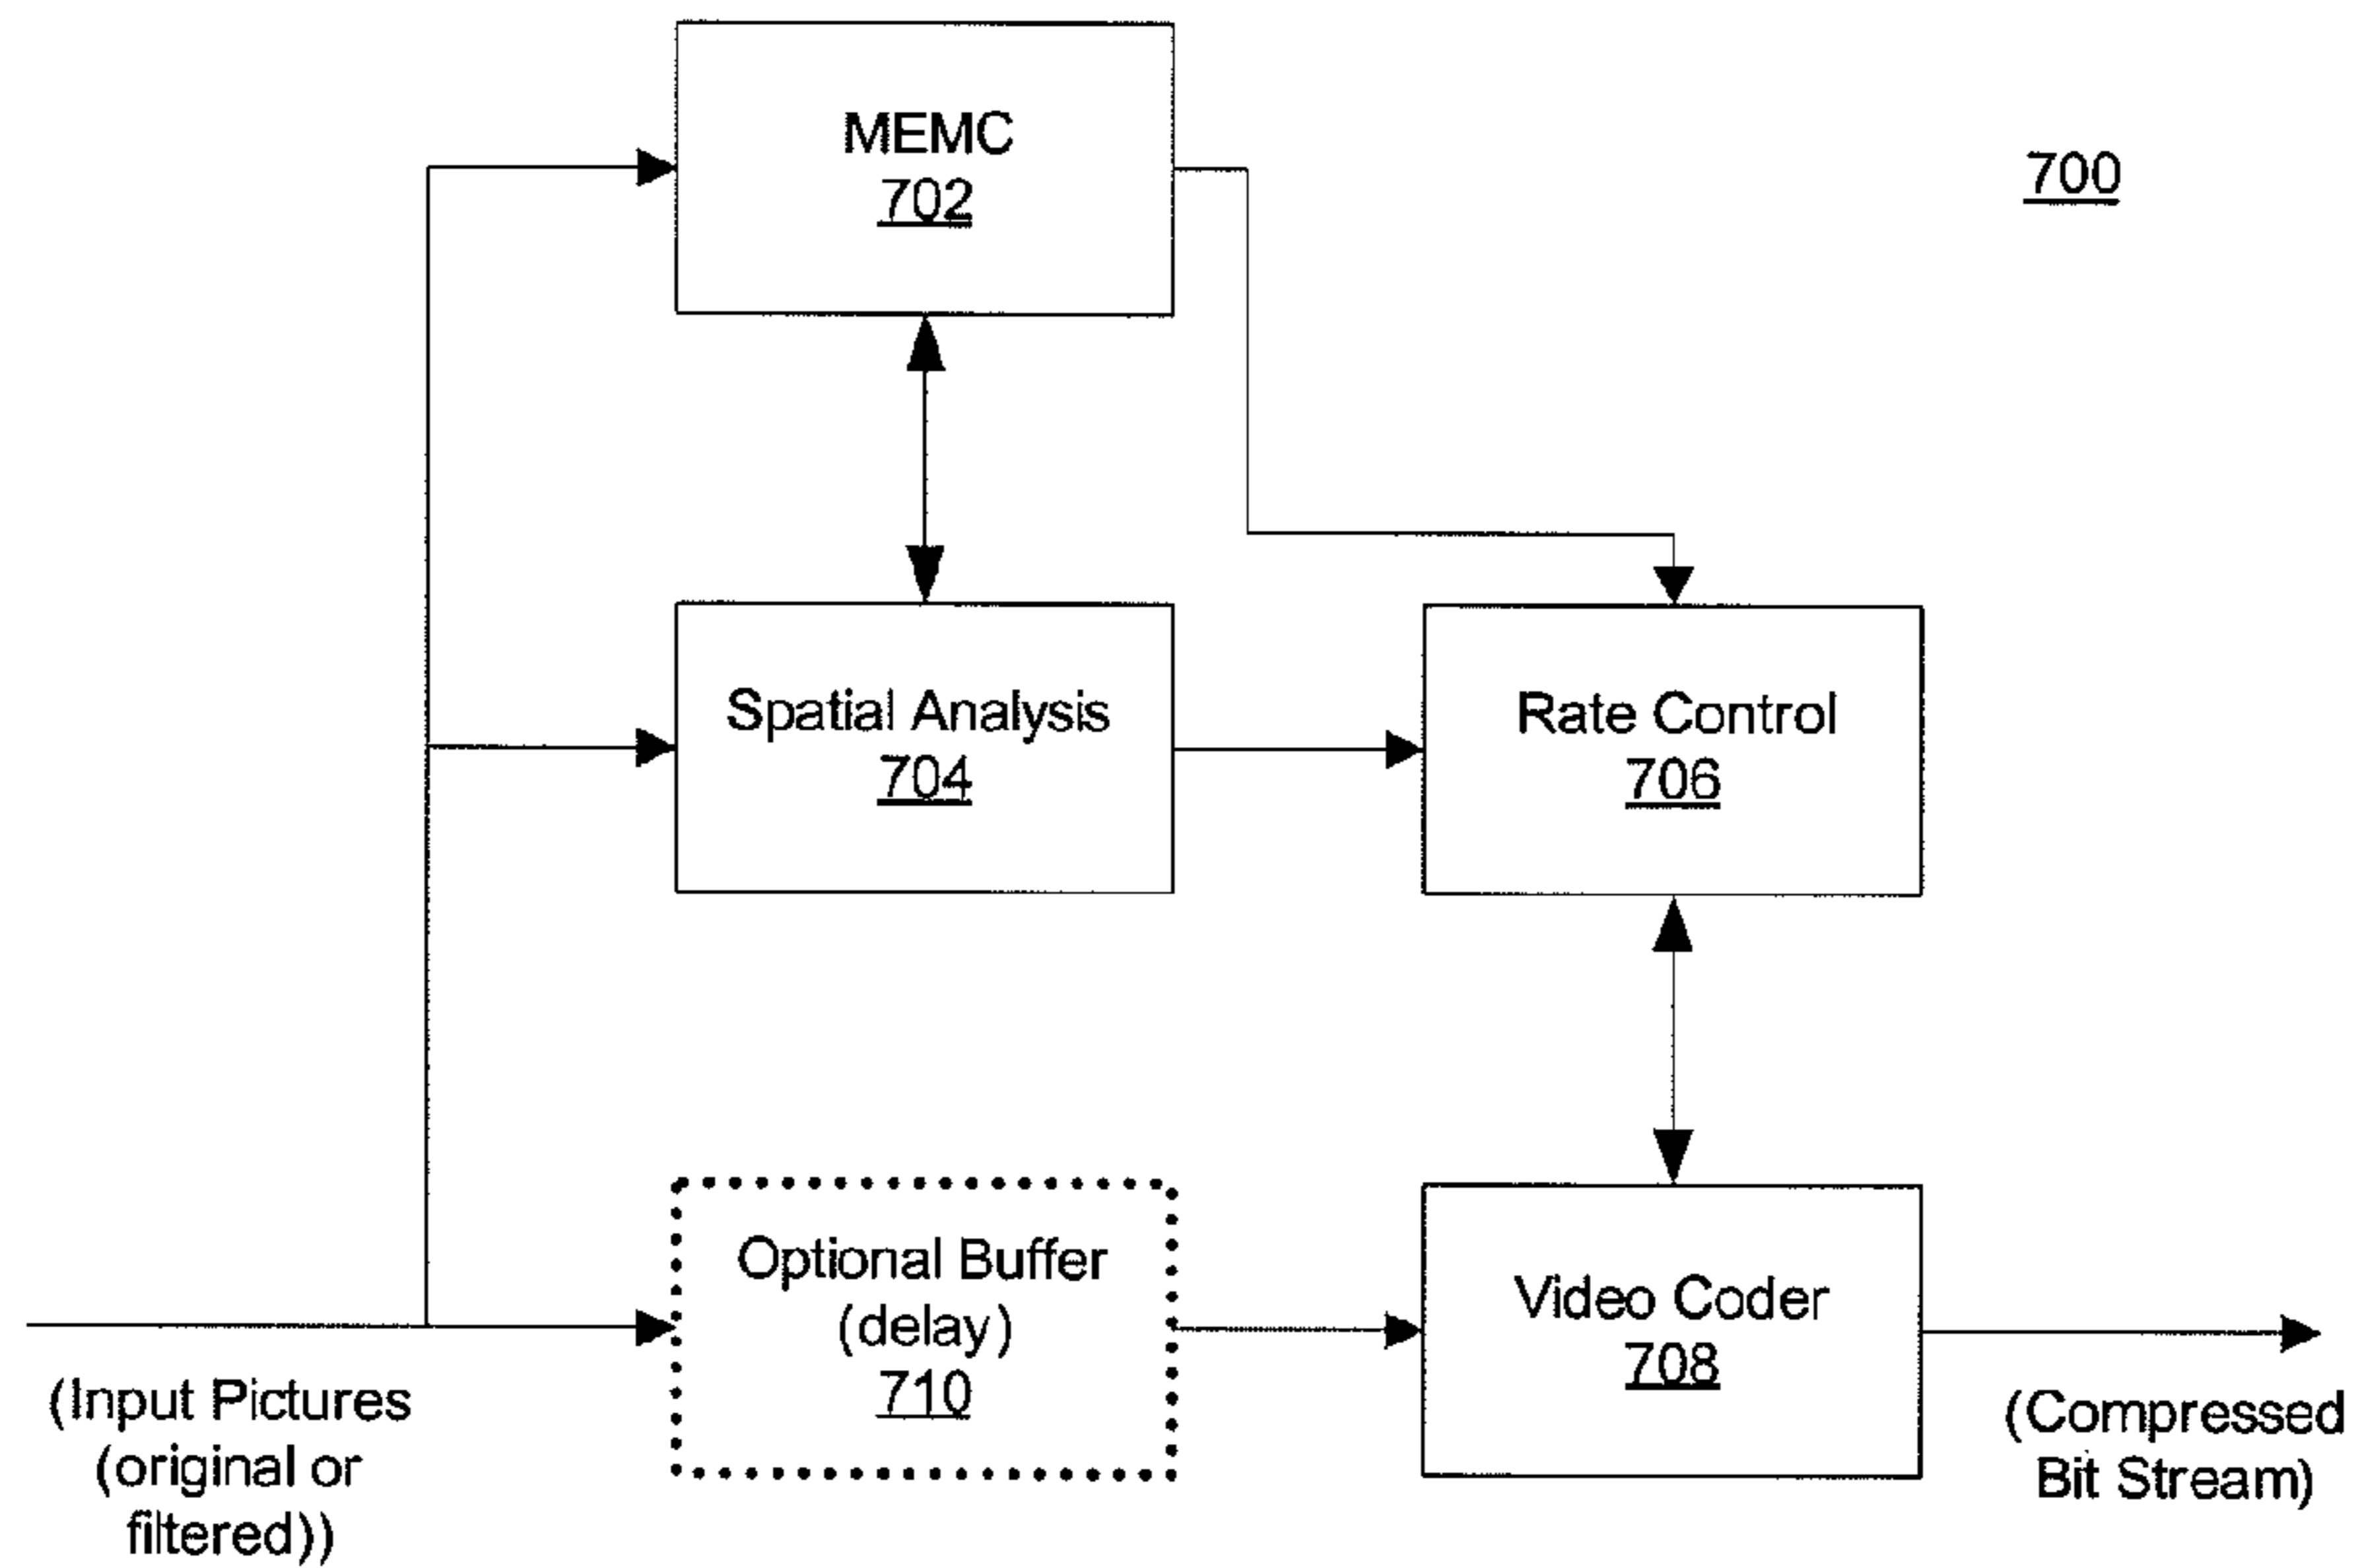 MEMC
702
700
Spatial Analysis
704
Rate Control
706
Optional Buffer
(delay)
710
Video Coder
708
(Input Pictures
(original or
filtered))
(Compressed
Bit Stream)